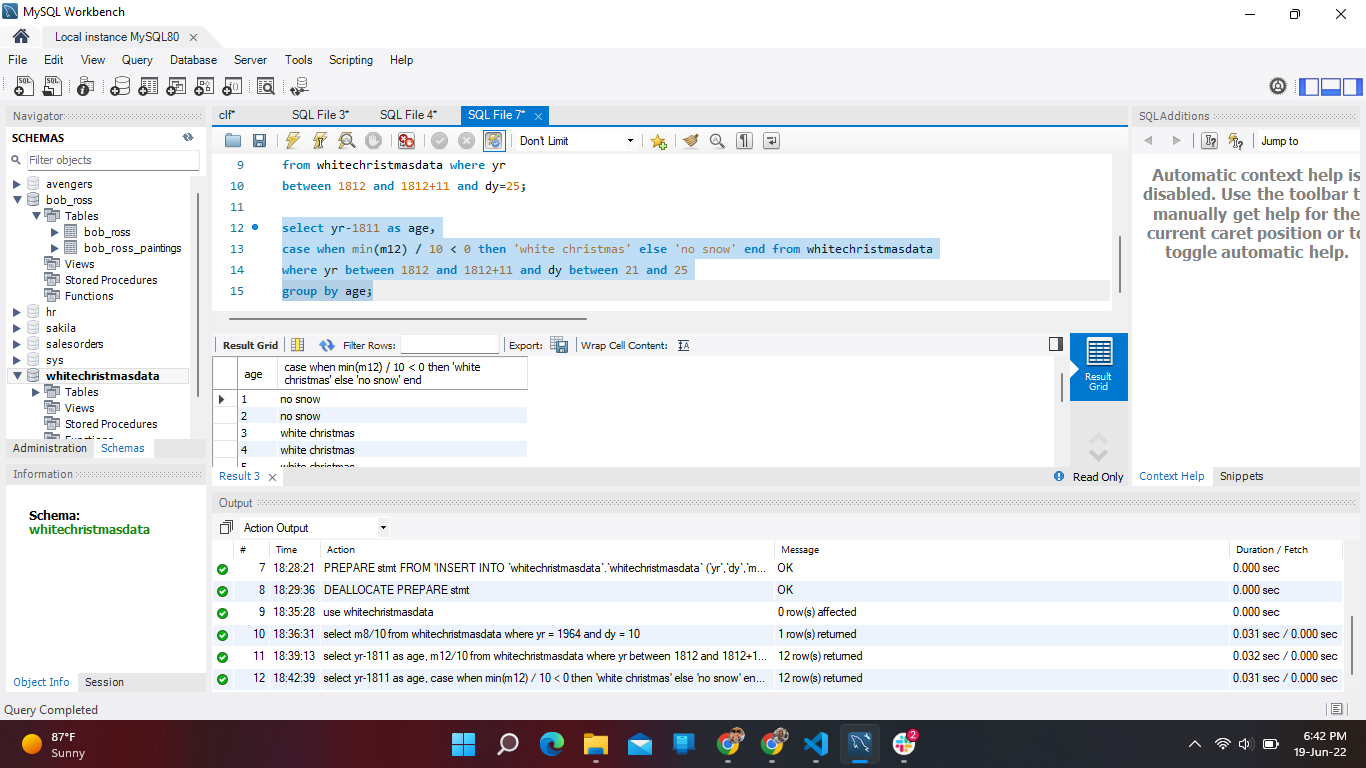 MySQL Workbench
Local instance MySQL80
File Edit View Query Database Server Tools Scripting Help
Navigator
SCHEMAS
Filter objects
avengers
bob_ross
Tables
bob_ross
bob_ross_paintings
Views
Stored Procedures
Functions
hr
sakila
salesorders
sys
whitechristmasdata
Tables
Views
Stored Procedures
Functions
Administration Schemas
Information
Schema:
whitechristmasdata
Object Info Session
clf* SQL File 3* SQL File 4* SQL File 7*
Don't Limit
9 from whitechristmasdata where yr
10 between 1812 and 1812+11 and dy=25;
11
12 select yr-1811 as age,
13 case when min(m12) / 10 < 0 then 'white christmas' else 'no snow' end from whitechristmasdata
14 where yr between 1812 and 1812+11 and dy between 21 and 25
15 group by age;
Result Grid Filter Rows: Export: Wrap Cell Content:
age case when min(m12) / 10 < 0 then 'white
christmas' else 'no snow' end
1 no snow
2 no snow
3 white christmas
4 white christmas
5 white christmas
Result
Grid
Result 3 Read Only
SQLAdditions
Jump to
Automatic context help is
disabled. Use the toolbar t
manually get help for the
current caret position or to
toggle automatic help.
Context Help Snippets
Output
Action Output
# Time Action Message Duration / Fetch
7 18:28:21 PREPARE stmt FROM 'INSERT INTO `whitechristmasdata`.`whitechristmasdata` (`yr`,`dy`,`m... OK 0.000 sec
8 18:29:36 DEALLOCATE PREPARE stmt OK 0.000 sec
9 18:35:28 use whitechristmasdata 0 row(s) affected 0.000 sec
10 18:36:31 select m8/10 from whitechristmasdata where yr = 1964 and dy = 10 1 row(s) returned 0.031 sec / 0.000 sec
11 18:39:13 select yr-1811 as age, m12/10 from whitechristmasdata where yr between 1812 and 1812+1... 12 row(s) returned 0.032 sec / 0.000 sec
12 18:42:39 select yr-1811 as age, case when min(m12) / 10 < 0 then 'white christmas' else 'no snow' en... 12 row(s) returned 0.031 sec / 0.000 sec
Query Completed
87°F
Sunny
2
6:42 PM
19-Jun-22